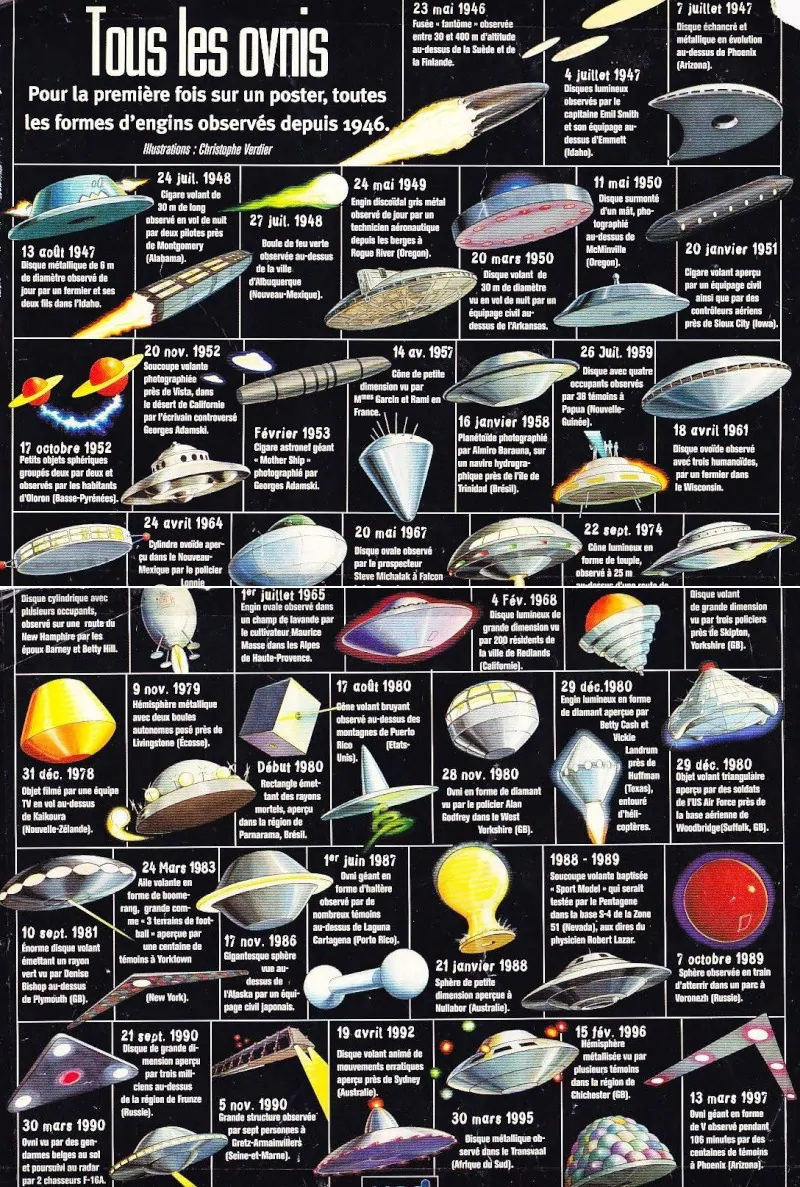 Tous les ovnis
Pour la première fois sur un poster, toutes
les formes d'engins observés depuis 1946.
Illustrations : Christophe Verdier
23 mai 1946
Fusée « fantôme » observée
entre 30 et 400 m d'altitude
au-dessus de la Suède et de
la Finlande.
4 juillet 1947
Disques lumineux
observés par le
capitaine Emil Smith
et son équipage au-
dessus d'Emmett
(Idaho).
7 juillet 1947
Disque échancré et
métallique en évolution
au-dessus de Phoenix
(Arizona).
13 août 1947
Disque métallique de 6 m
de diamètre observé de
jour par un fermier et ses
deux fils dans l'Idaho.
24 juil. 1948
Cigare volant de
30 m de long
observé en vol de nuit
par deux pilotes près
de Montgomery
(Alabama).
27 juil. 1948
Boule de feu verte
observée au-dessus
de la ville
d'Albuquerque
(Nouveau-Mexique).
24 mai 1949
Engin discoïdal gris métal
observé de jour par un
technicien aéronautique
depuis les berges à
Rogue River (Oregon).
20 mars 1950
Disque volant de
30 m de diamètre
vu en vol de nuit par un
équipage civil au-
dessus de l'Arkansas.
11 mai 1950
Disque surmonté
d'un mât, pho-
tographié
au-dessus de
McMinville
(Oregon).
20 janvier 1951
Cigare volant aperçu
par un équipage civil
ainsi que par des
contrôleurs aériens
près de Sioux City (Iowa).
17 octobre 1952
Petits objets sphériques
groupés deux par deux et
observés par les habitants
d'Oloron (Basse-Pyrénées).
20 nov. 1952
Soucoupe volante
photographiée
près de Vista, dans
le désert de Californie
par l'écrivain controversé
Georges Adamski.
Février 1953
Cigare astronef géant
« Mother Ship »
photographié par
Georges Adamski.
14 av. 1957
Cône de petite
dimension vu par
Mmes Garcin et Rami en
France.
16 janvier 1958
Planétoïde photographié
par Almiro Barauna, sur
un navire hydrogra-
phique près de l'île de
Trinidad (Brésil).
26 Juil. 1959
Disque avec quatre
occupants observés
par 38 témoins à
Papua (Nouvelle-
Guinée).
18 avril 1961
Disque ovoïde observé
avec trois humanoïdes,
par un fermier dans
le Wisconsin.
Disque cylindrique avec
plusieurs occupants,
observé sur une route du
New Hamphire par les
époux Barney et Betty Hill.
24 avril 1964
Cylindre ovoïde aper-
çu dans le Nouveau-
Mexique par le policier
Lonnie
1er juillet 1965
Engin ovale observé dans
un champ de lavande par
le cultivateur Maurice
Masse dans les Alpes
de Haute-Provence.
20 mai 1967
Disque ovale observé
par le prospecteur
Steve Michalak à Falcon
4 Fév. 1968
Disque lumineux de
grande dimension vu
par 200 résidents de
la ville de Redlands
(Californie).
22 sept. 1974
Cône lumineux en
forme de toupie,
observé à 25 m
au-dessus d'une route de
Disque volant
de grande dimension
vu par trois policiers
près de Skipton,
Yorkshire (GB).
31 déc. 1978
Objet filmé par une équipe
TV en vol au-dessus
de Kaikoura
(Nouvelle-Zélande).
9 nov. 1979
Hémisphère métallique
avec deux boules
autonomes posé près de
Livingstone (Écosse).
Début 1980
Rectangle émet-
tant des rayons
mortels, aperçu
dans la région de
Parnarama, Brésil.
17 août 1980
Cône volant bruyant
observé au-dessus des
montagnes de Puerto
Rico (Etats-
Unis).
28 nov. 1980
Ovni en forme de diamant
vu par le policier Alan
Godfrey dans le West
Yorkshire (GB).
29 déc.1980
Engin lumineux en forme
de diamant aperçue par
Betty Cash et
Vickie
Landrum
près de
Huffman
(Texas),
entouré
d'héli-
coptères.
29 déc. 1980
Objet volant triangulaire
aperçu par des soldats
de l'US Air Force près de
la base aérienne de
Woodbridge(Suffolk, GB).
10 sept. 1981
Énorme disque volant
émettant un rayon
vert vu par Denise
Bishop au-dessus
de Plymouth (GB).
24 Mars 1983
Aile volante en
forme de boome-
rang, grande com-
me « 3 terrains de foot-
ball » aperçue par
une centaine de
témoins à Yorktown
(New York).
17 nov. 1986
Gigantesque sphère
vue au-
dessus de
l'Alaska par un équi-
page civil japonais.
1er juin 1987
Ovni géant en
forme d'haltère
observé par de
nombreux témoins
au-dessus de Laguna
Cartagena (Porto Rico).
21 janvier 1988
Sphère de petite
dimension aperçue à
Nullabor (Australie).
1988 - 1989
Soucoupe volante baptisée
« Sport Model » qui serait
testée par le Pentagone
dans la base S-4 de la Zone
51 (Nevada), aux dires du
physicien Robert Lazar.
7 octobre 1989
Sphère observée en train
d'atterrir dans un parc à
Voronezh (Russie).
30 mars 1990
Ovni vu par des gen-
darmes belges au sol
et poursuivi au radar
par 2 chasseurs F-16A.
21 sept. 1990
Disque de grande di-
mension aperçu
par trois mili-
ciens au-dessus
de la région de Frunze
(Russie).
5 nov. 1990
Grande structure observée
par sept personnes à
Gretz-Armainvillers
(Seine-et-Marne).
19 avril 1992
Disque volant animé de
mouvements erratiques
aperçu près de Sydney
(Australie).
30 mars 1995
Disque métallique ob-
servé dans le Transvaal
(Afrique du Sud).
15 fév. 1996
Hémisphère
métallisée vu par
plusieurs témoins
dans la région de
Chichester (GB).
13 mars 1997
Ovni géant en forme
de V observé pendant
106 minutes par des
centaines de témoins
à Phoenix (Arizona).